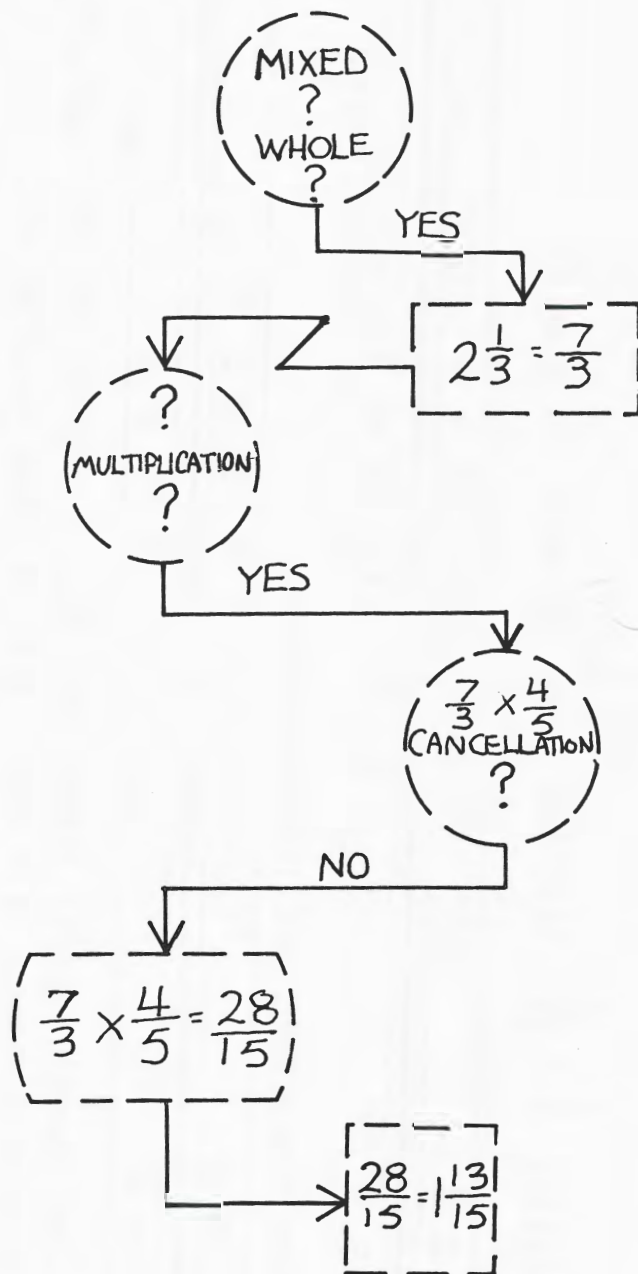 MIXED
?
WHOLE
?
YES
2 1/3 = 7/3
?
(MULTIPLICATION)
?
YES
7/3 x 4/5
CANCELLATION
?
NO
7/3 x 4/5 = 28/15
28/15 = 1 13/15